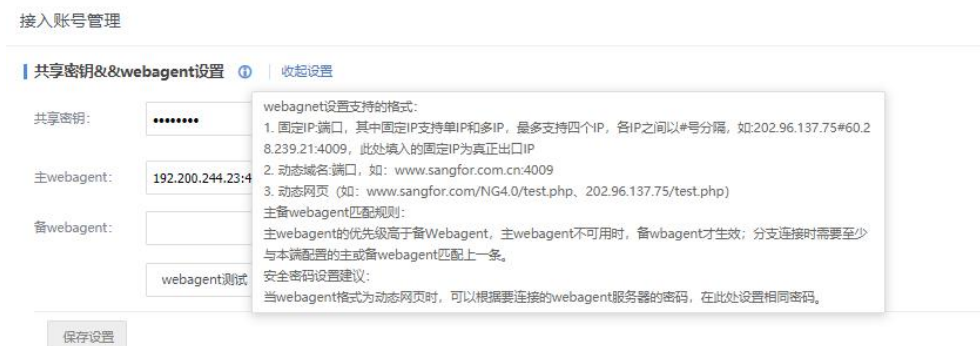 接入账号管理
共享密钥&&webagent设置 收起设置
共享密钥：
webagnet设置支持的格式：
1. 固定IP:端口，其中固定IP支持单IP和多IP，最多支持四个IP，各IP之间以#号分隔，如:202.96.137.75#60.2
8.239.21:4009，此处填入的固定IP为真正出口IP
2. 动态域名:端口，如：www.sangfor.com.cn:4009
3. 动态网页（如：www.sangfor.com/NG4.0/test.php、202.96.137.75/test.php）
主备webagent匹配规则：
主webagent的优先级高于备Webagent，主webagent不可用时，备wbagent才生效；分支连接时需要至少
与本端配置的主或备webagent匹配上一条。
安全密码设置建议：
当webagent格式为动态网页时，可以根据要连接的webagent服务器的密码，在此处设置相同密码。
主webagent： 192.200.244.23:4
备webagent：
webagent测试
保存设置